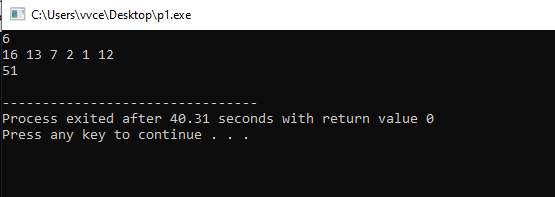 C:\Users\vvce\Desktop\p1.exe
6
16 13 7 2 1 12
51
--------------------------------
Process exited after 40.31 seconds with return value 0
Press any key to continue . . .